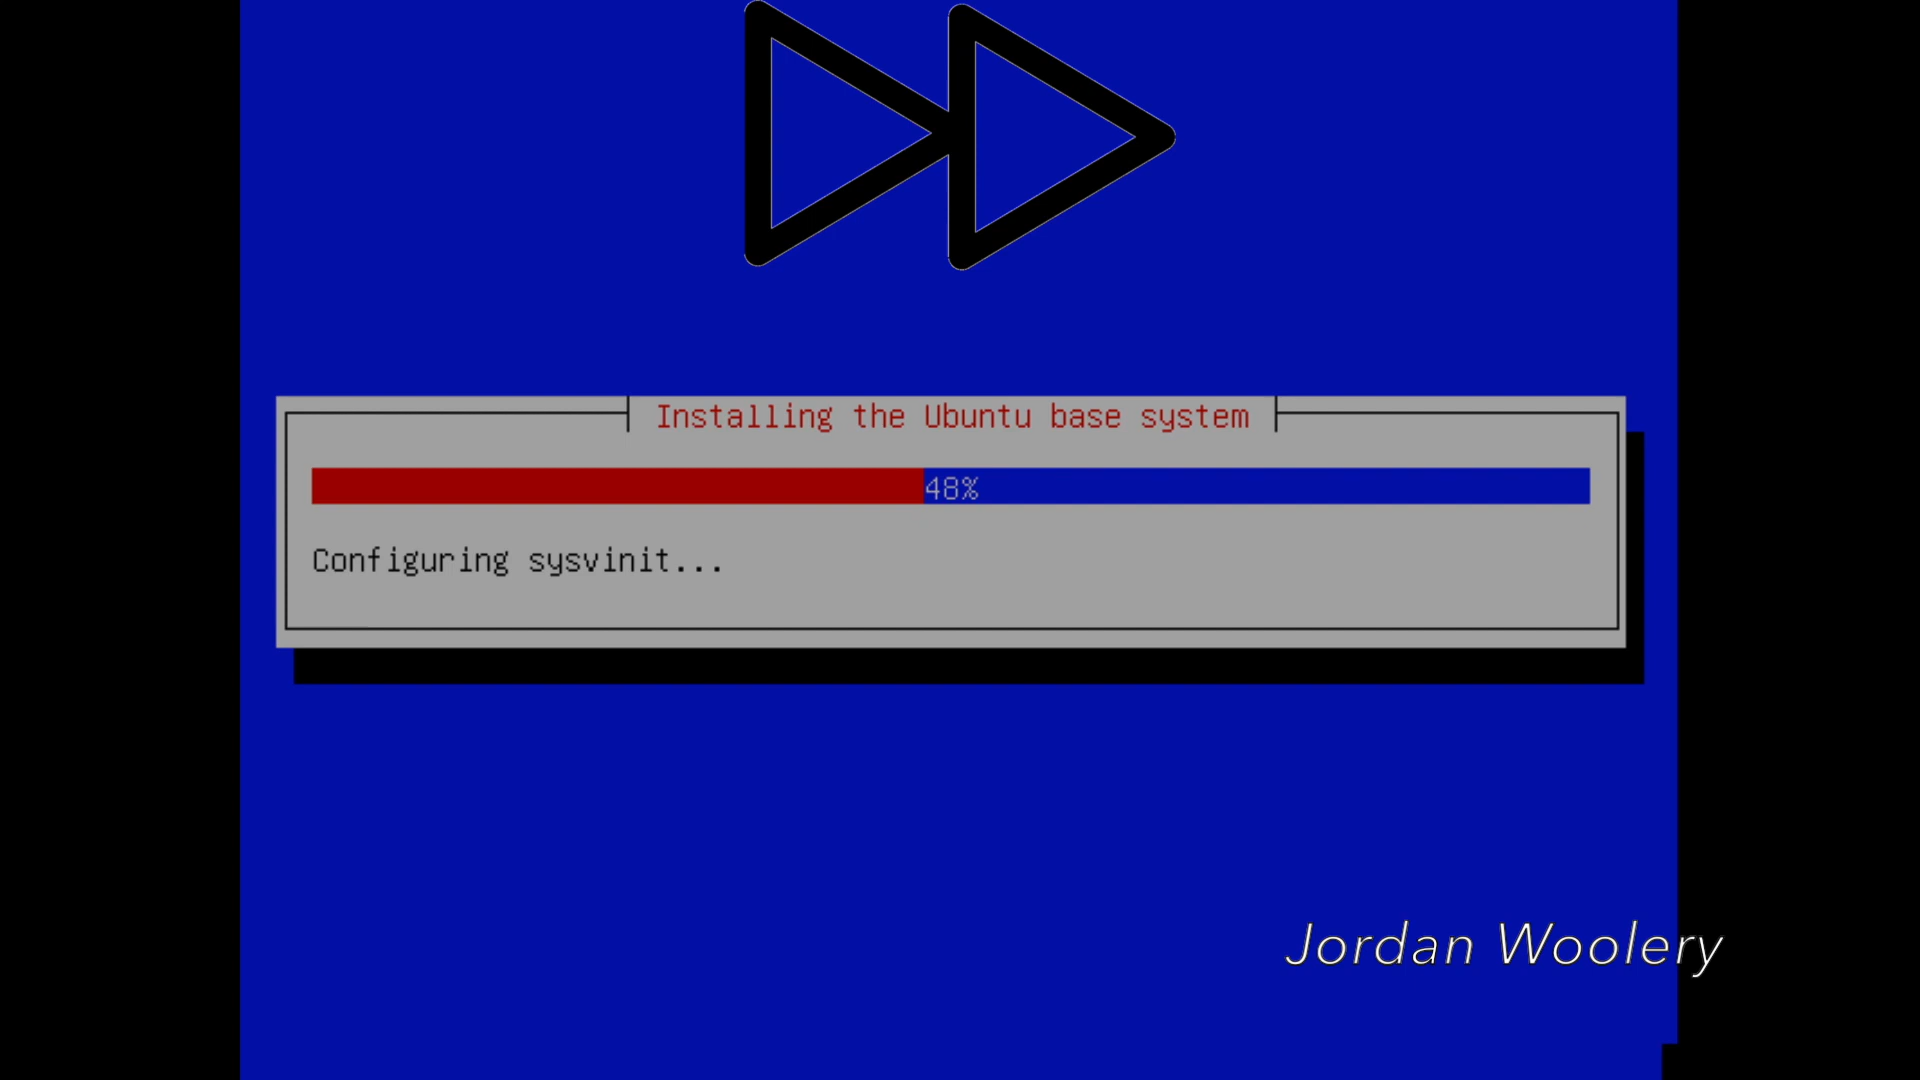 Installing the Ubuntu base system
48%
Configuring sysvinit...
Jordan Woolery